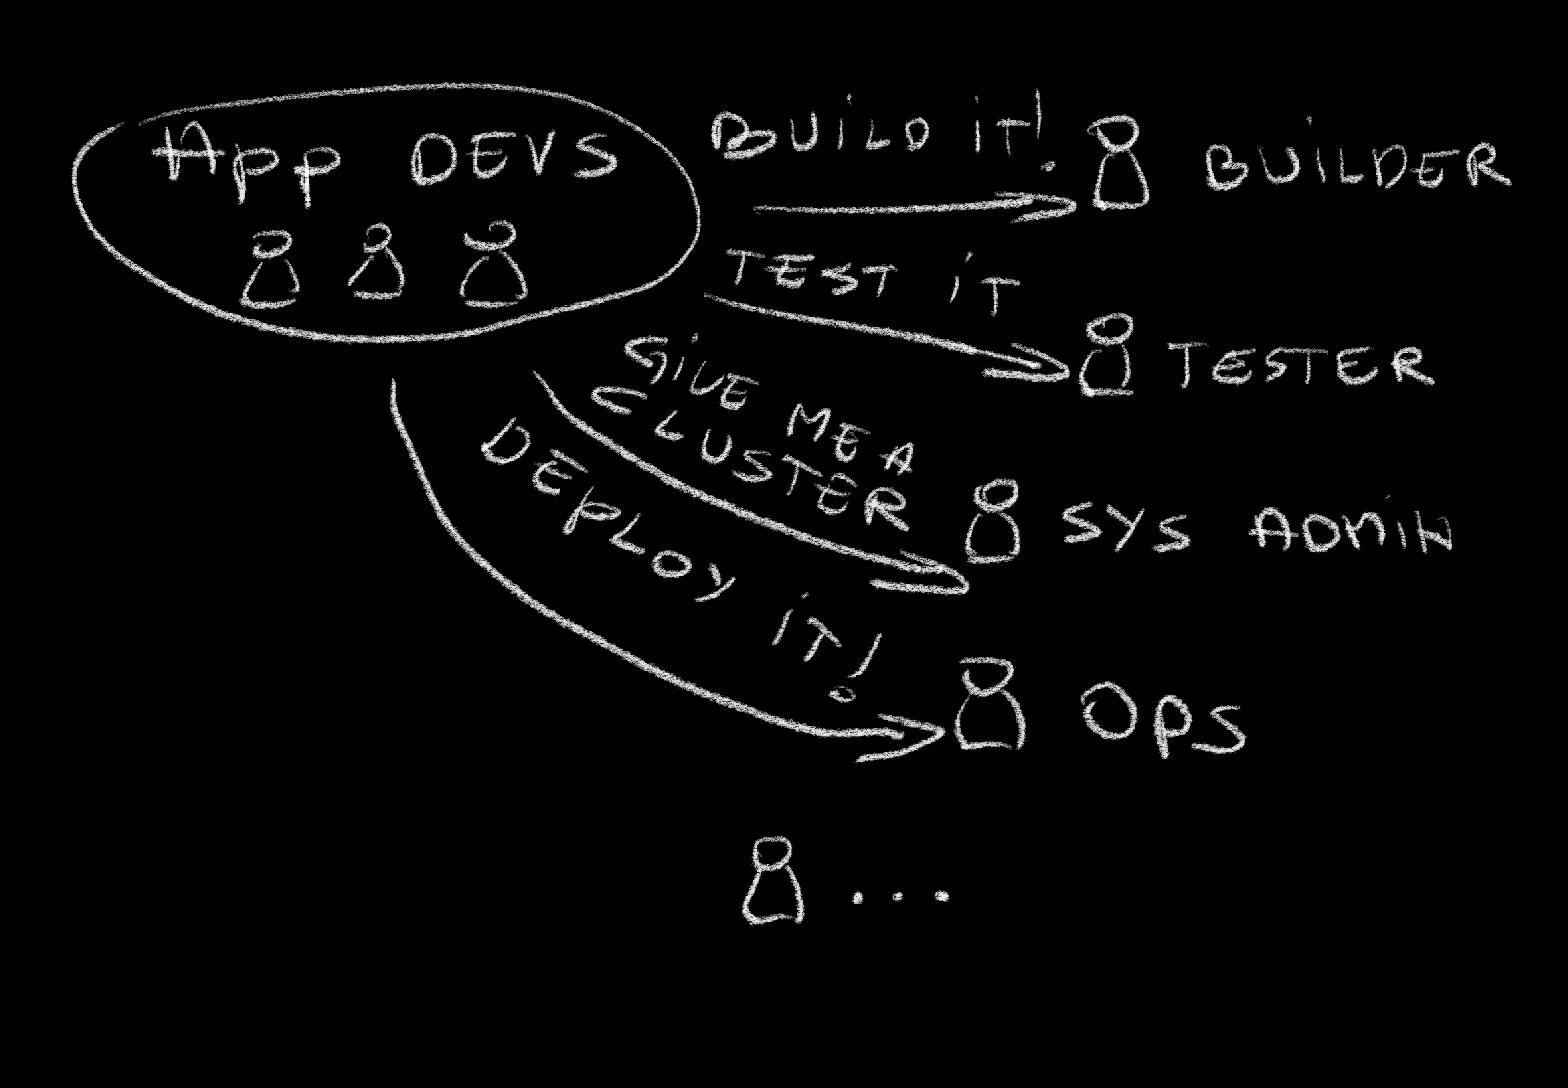 App DEVS
BUiLD iT!
BUiLDER
TEST iT
TESTER
GiVE ME A
CLUSTER
SYS ADMiN
DEpLOy iT!
OpS
...